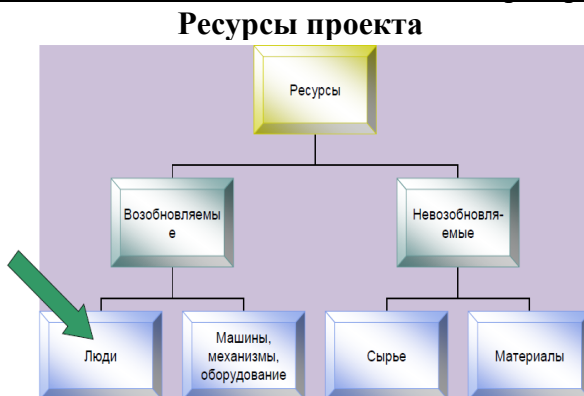 Ресурсы проекта
Ресурсы
Возобновляемы
е
Невозобновля-
емые
Люди
Машины,
механизмы,
оборудование
Сырье
Материалы